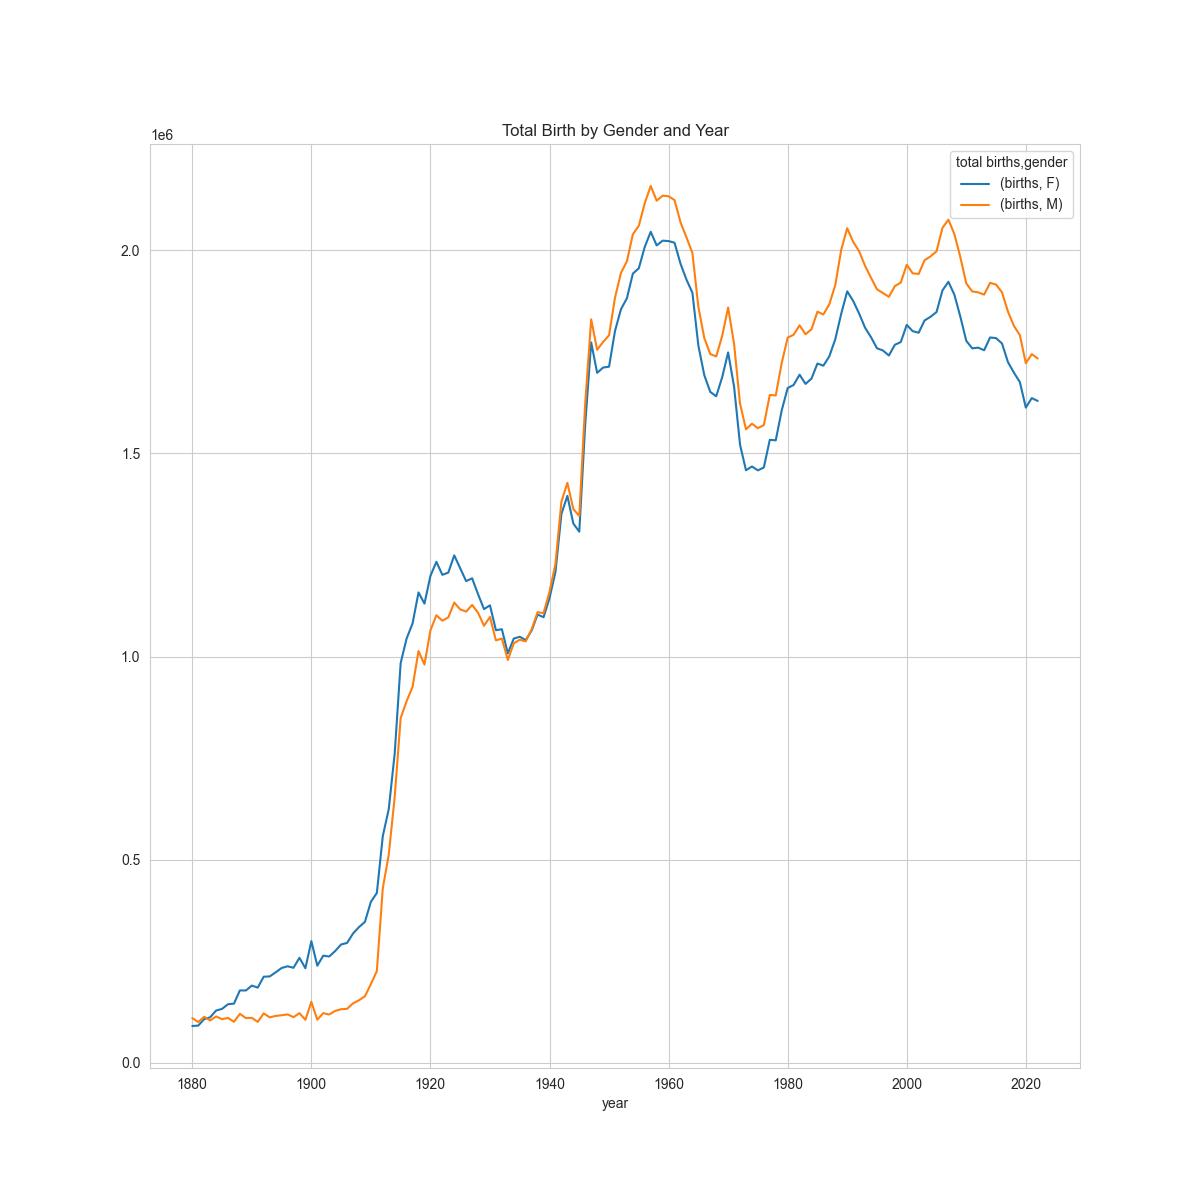 Total Birth by Gender and Year
1e6
total births,gender
(births, F)
(births, M)
2.0
1.5
1.0
0.5
0.0
1880 1900 1920 1940 1960 1980 2000 2020
year